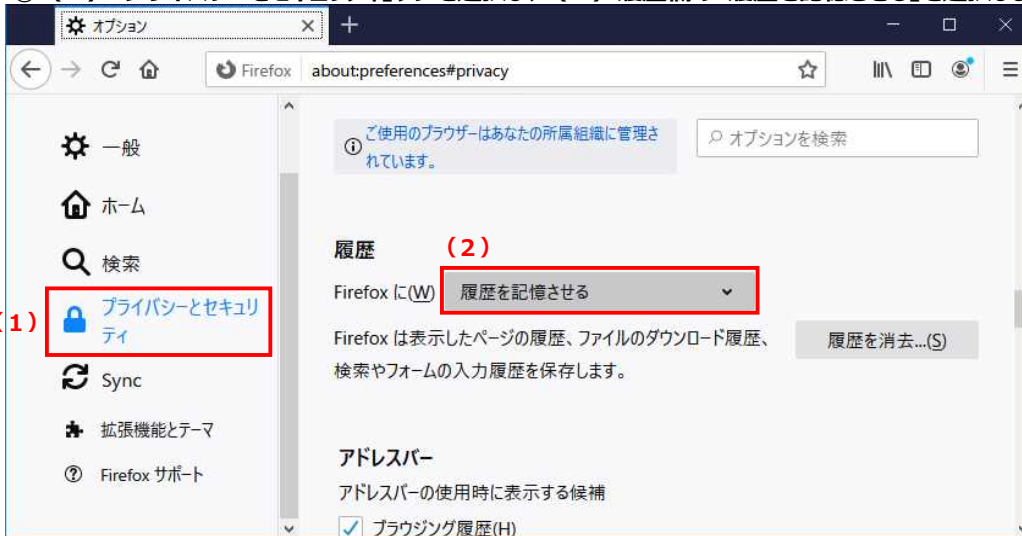 オプション
Firefox about:preferences#privacy
一般
ホーム
検索
プライバシーとセキュリ
ティ
(1)
Sync
拡張機能とテーマ
Firefox サポート
ご使用のブラウザーはあなたの所属組織に管理さ
れています。
オプションを検索
履歴
(2)
Firefox に(W) 履歴を記憶させる
Firefox は表示したページの履歴、ファイルのダウンロード履歴、
検索やフォームの入力履歴を保存します。
履歴を消去...(S)
アドレスバー
アドレスバーの使用時に表示する候補
ブラウジング履歴(H)